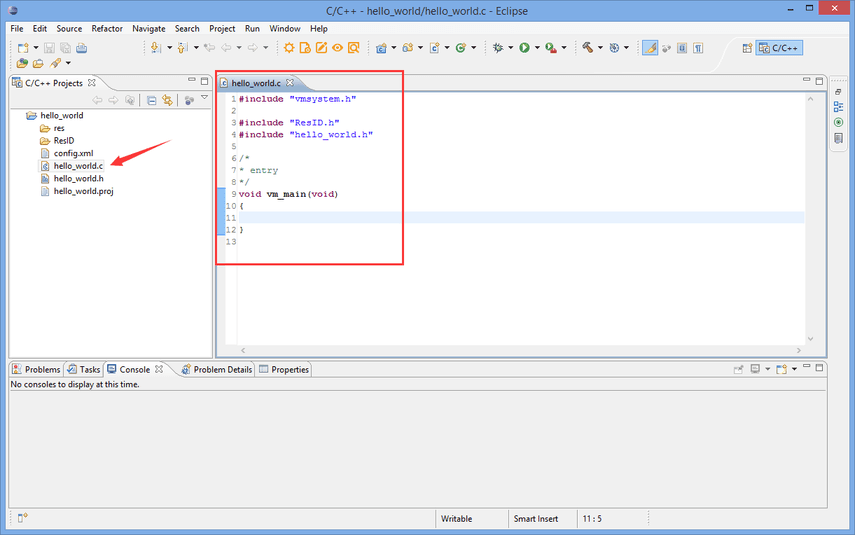 C/C++ - hello_world/hello_world.c - Eclipse
File Edit Source Refactor Navigate Search Project Run Window Help
C/C++
C/C++ Projects
hello_world
res
ResID
config.xml
hello_world.c
hello_world.h
hello_world.proj
hello_world.c
1 #include "vmsystem.h"
2
3 #include "ResID.h"
4 #include "hello_world.h"
5
6 /*
7 * entry
8 */
9 void vm_main(void)
10 {
11
12 }
13
Problems Tasks Console Problem Details Properties
No consoles to display at this time.
Writable Smart Insert 11 : 5